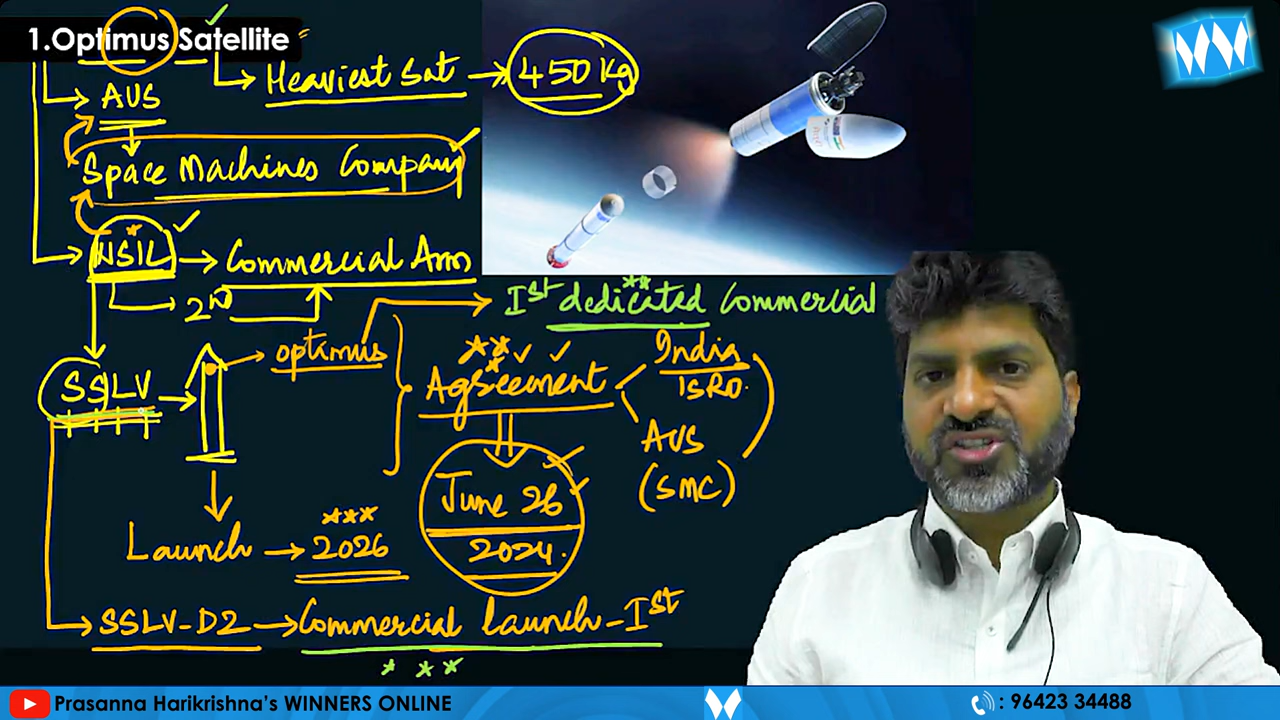 1.Optimus Satellite
Heaviest Sat → 450 Kg
AUS
Space Machines Company
NSIL → Commercial Arm
2ND
Ist dedicated Commercial
optimus
SSLV
Agreement
India
ISRO.
AUS
(SMC)
June 26
2024.
Launch → 2026
SSLV-D2 → Commercial launch - Ist
Prasanna Harikrishna's WINNERS ONLINE
: 96423 34488